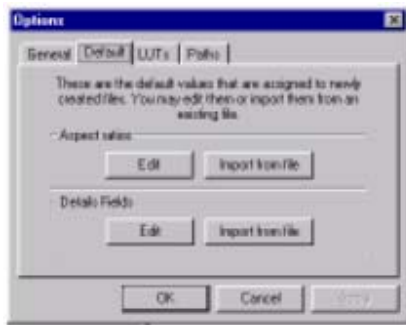 Options
General Default LUTs Paths
These are the default values that are assigned to newly
created files. You may edit them or import them from an
existing file.
Aspect ratios
Edit Import from file
Details Fields
Edit Import from file
OK Cancel Apply